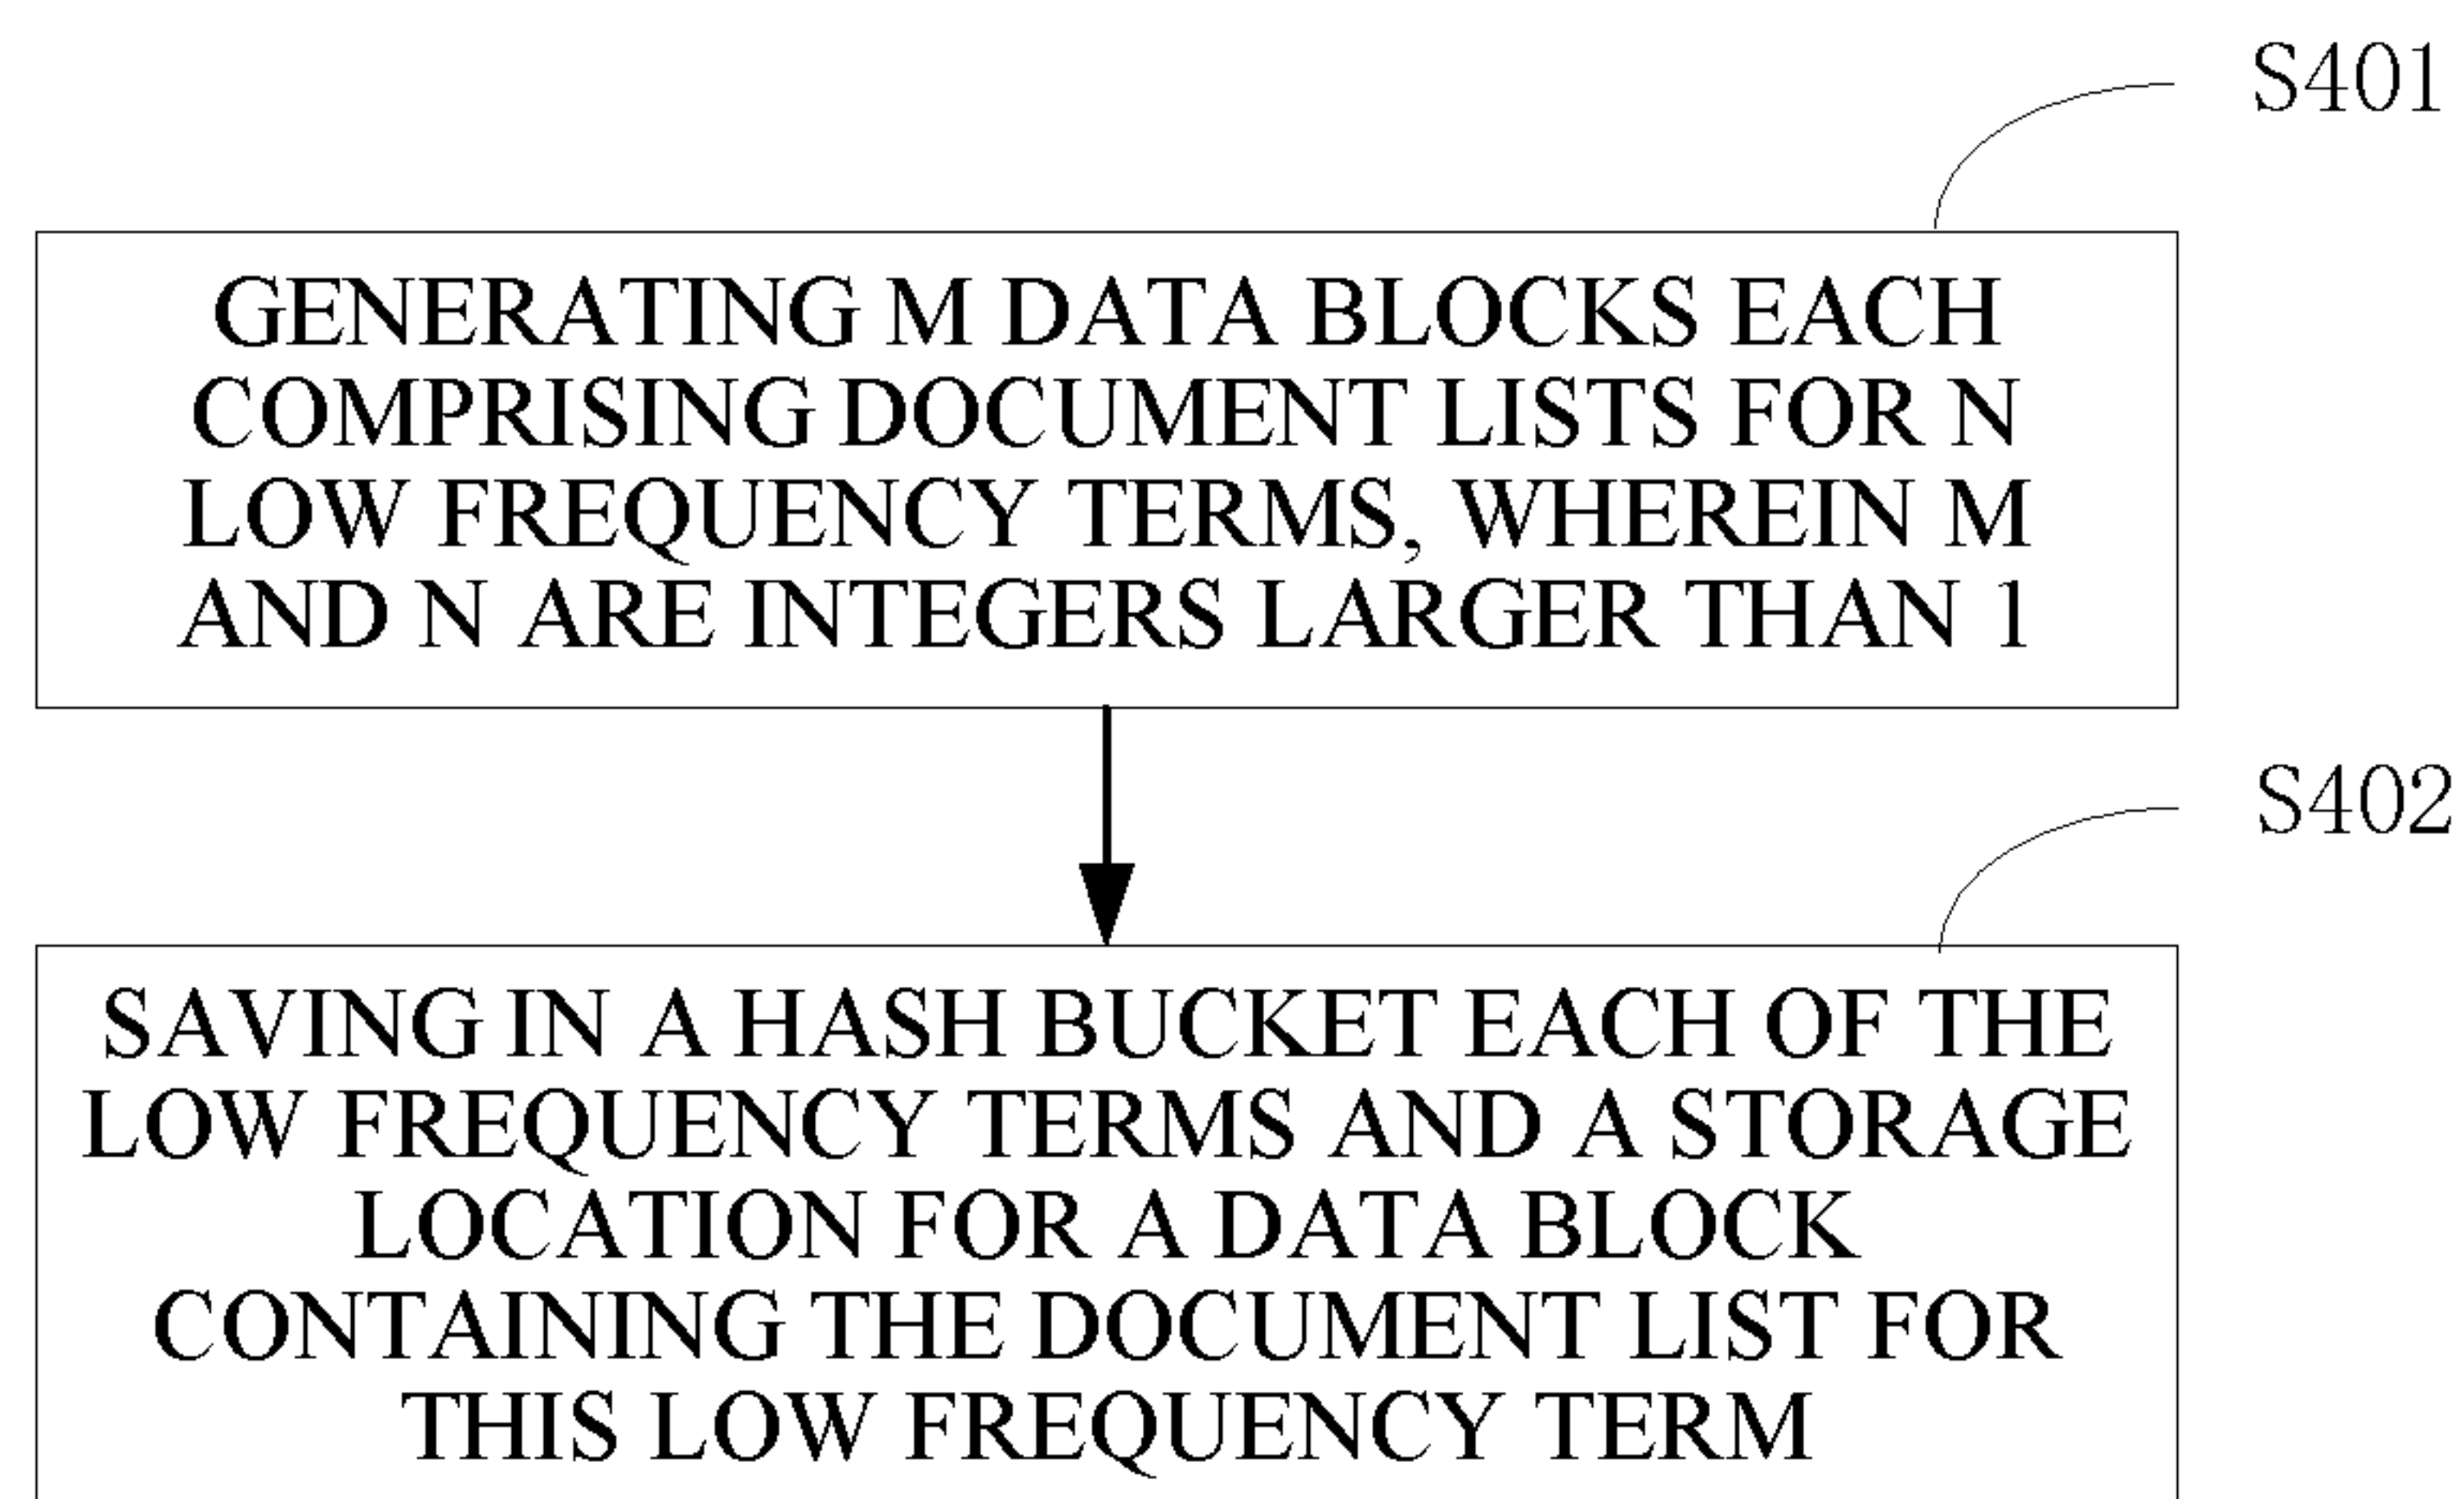 S401
GENERATING M DATA BLOCKS EACH
COMPRISING DOCUMENT LISTS FOR N
LOW FREQUENCY TERMS, WHEREIN M
AND N ARE INTEGERS LARGER THAN 1
S402
SAVING IN A HASH BUCKET EACH OF THE
LOW FREQUENCY TERMS AND A STORAGE
LOCATION FOR A DATA BLOCK
CONTAINING THE DOCUMENT LIST FOR
THIS LOW FREQUENCY TERM